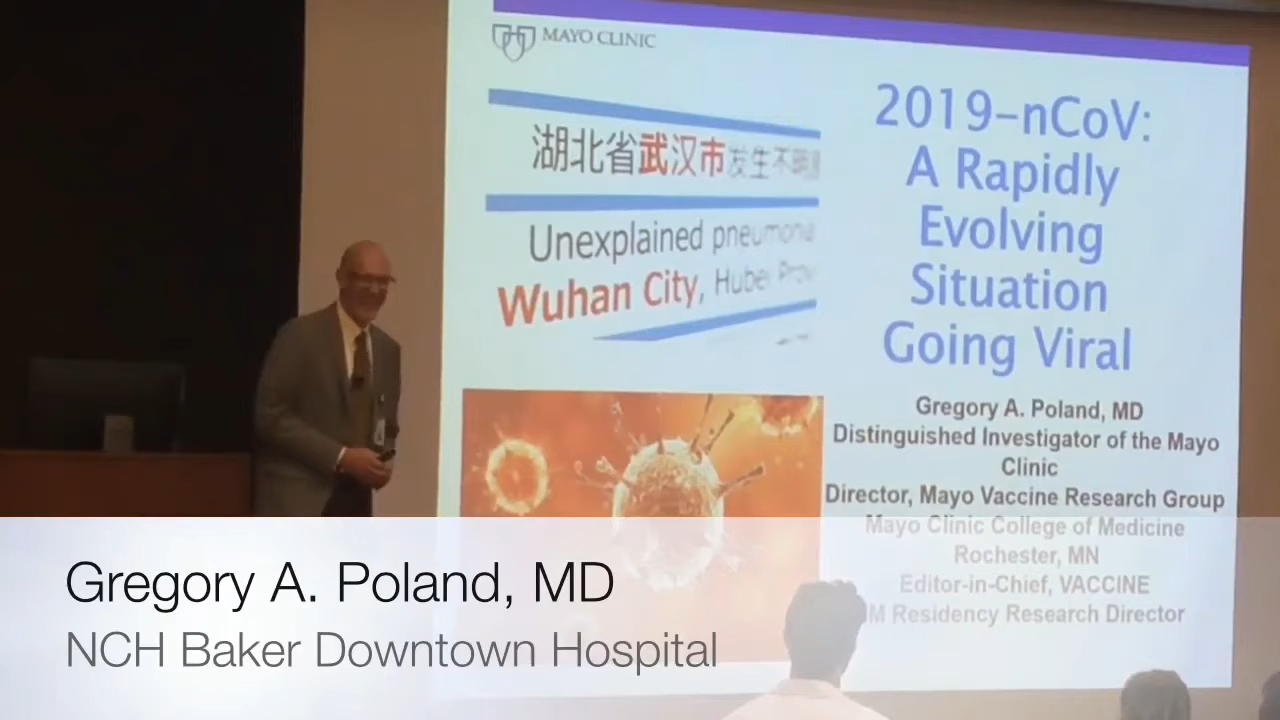 MAYO CLINIC
湖北省武汉市发生不明
Unexplained pneumonia
Wuhan City, Hubei Prov
2019-nCoV:
A Rapidly
Evolving
Situation
Going Viral
Gregory A. Poland, MD
Distinguished Investigator of the Mayo
Clinic
Director, Mayo Vaccine Research Group
Mayo Clinic College of Medicine
Rochester, MN
Editor-in-Chief, VACCINE
M Residency Research Director
Gregory A. Poland, MD
NCH Baker Downtown Hospital